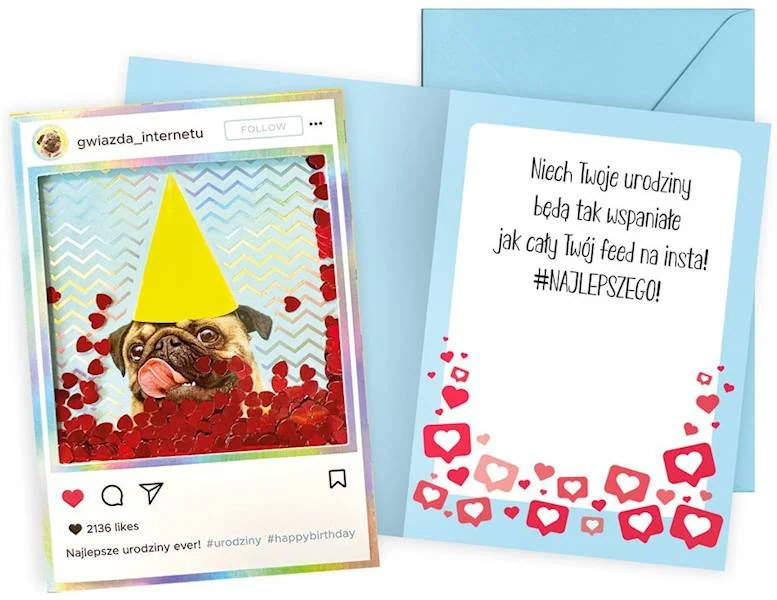 gwiazda_internetu FOLLOW
2136 likes
Najlepsze urodziny ever! #urodziny #happybirthday
Niech Twoje urodziny
będą tak wspaniałe
jak cały Twój feed na insta!
#NAJLEPSZEGO!